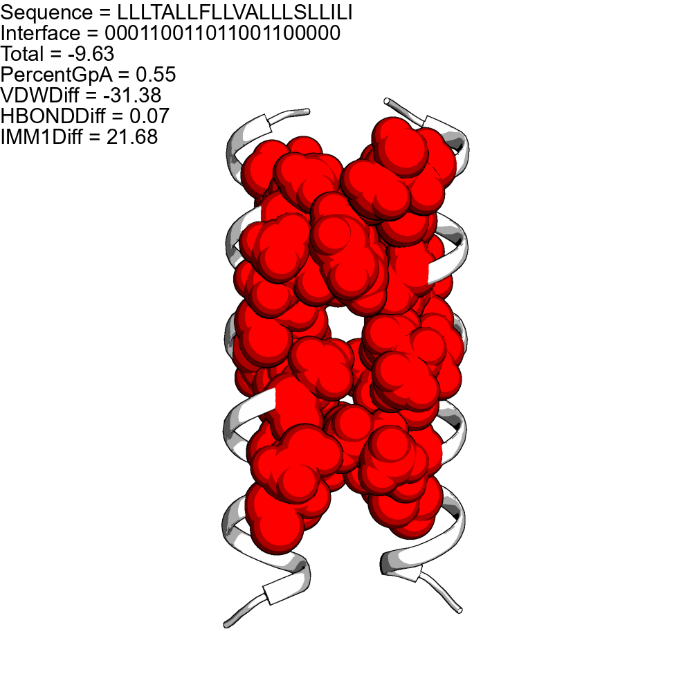 Sequence = LLLTALLFLLVALLLSLLILI
Interface = 000110011011001100000
Total = -9.63
PercentGpA = 0.55
VDWDiff = -31.38
HBONDDiff = 0.07
IMM1Diff = 21.68